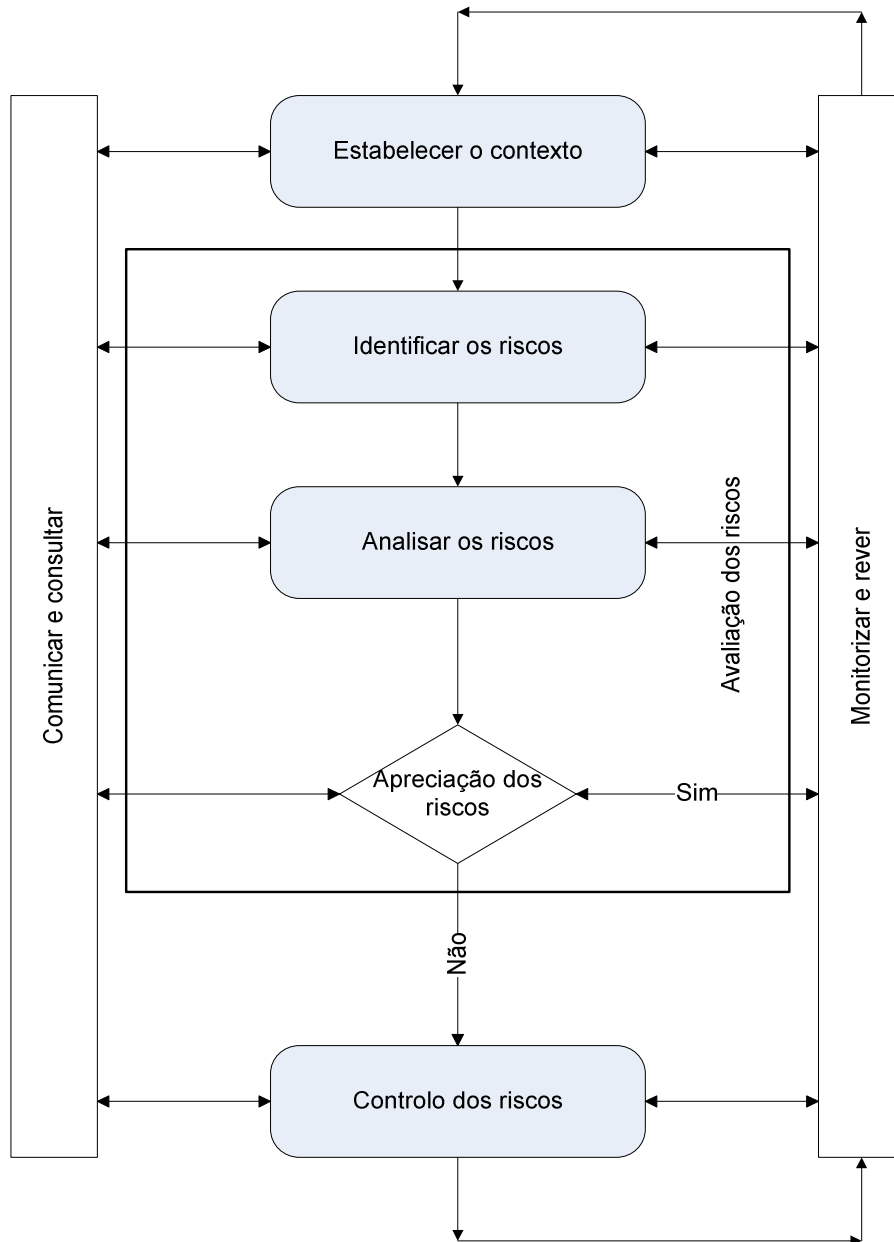 Estabelecer o contexto
Identificar os riscos
Analisar os riscos
Avaliação dos riscos
Comunicar e consultar
Monitorizar e rever
Apreciação dos
riscos
Sim
Não
Controlo dos riscos